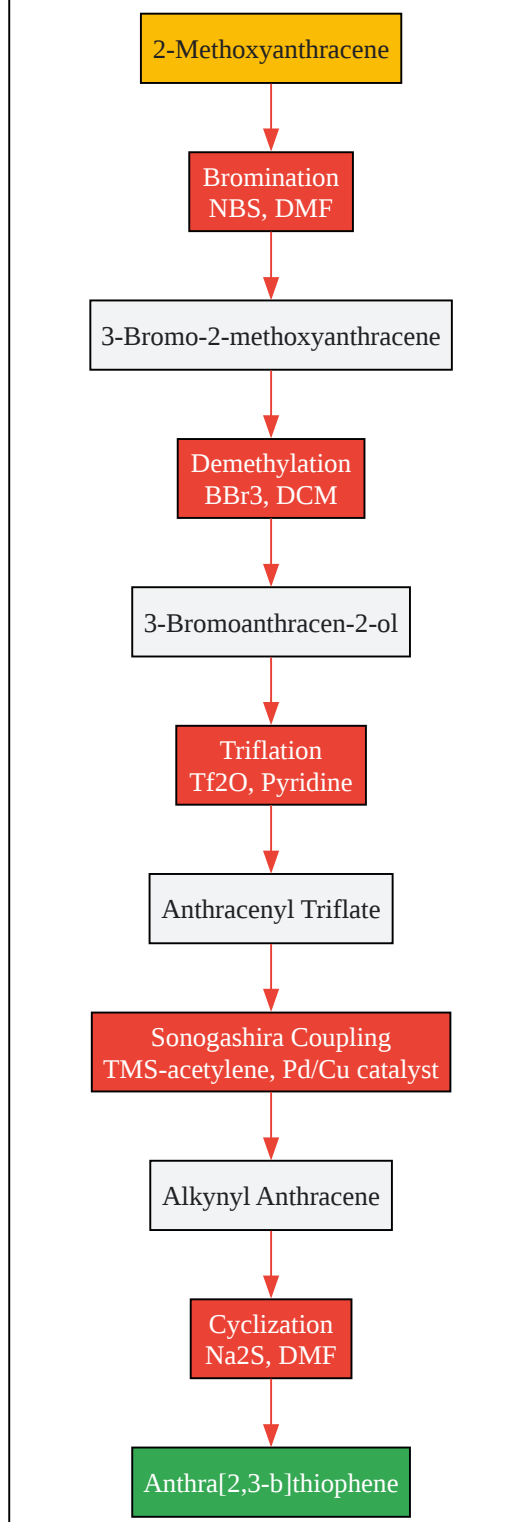 2-Methoxyanthracene
Bromination
NBS, DMF
3-Bromo-2-methoxyanthracene
Demethylation
BBr3, DCM
3-Bromoanthracen-2-ol
Triflation
Tf2O, Pyridine
Anthracenyl Triflate
Sonogashira Coupling
TMS-acetylene, Pd/Cu catalyst
Alkynyl Anthracene
Cyclization
Na2S, DMF
Anthra[2,3-b]thiophene